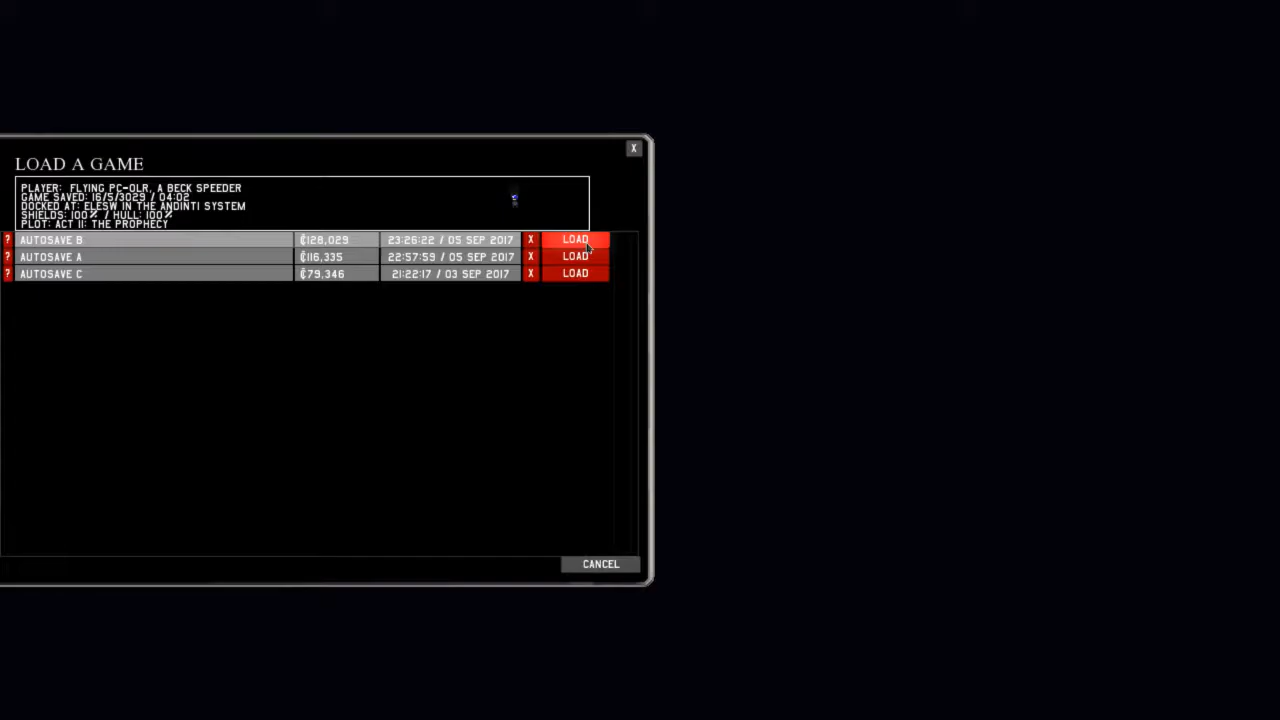 X
LOAD A GAME
PLAYER: FLYING PC-OLR, A BECK SPEEDER
GAME SAVED: 16/5/3029 / 04:02
DOCKED AT: ELESW IN THE ANDINTI SYSTEM
SHIELDS: 100% / HULL: 100%
PLOT: ACT II: THE PROPHECY
? AUTOSAVE B ₵128,029 23:26:22 / 05 SEP 2017 X LOAD
? AUTOSAVE A ₵116,335 22:57:59 / 05 SEP 2017 X LOAD
? AUTOSAVE C ₵79,346 21:22:17 / 03 SEP 2017 X LOAD
CANCEL